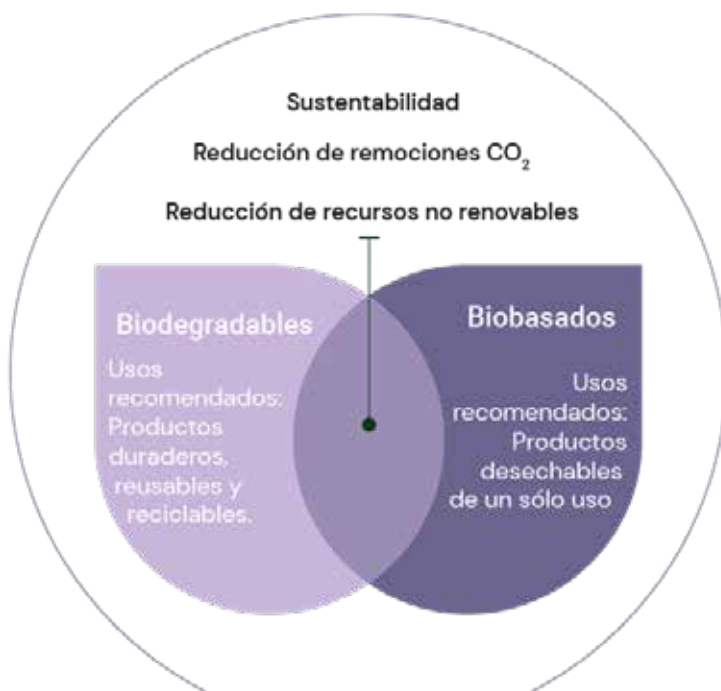 Sustentabilidad
Reducción de remociones CO₂
Reducción de recursos no renovables
Biodegradables
Usos
recomendados:
Productos
duraderos,
reusables y
reciclables.
Biobasados
Usos
recomendados:
Productos
desechables
de un sólo uso